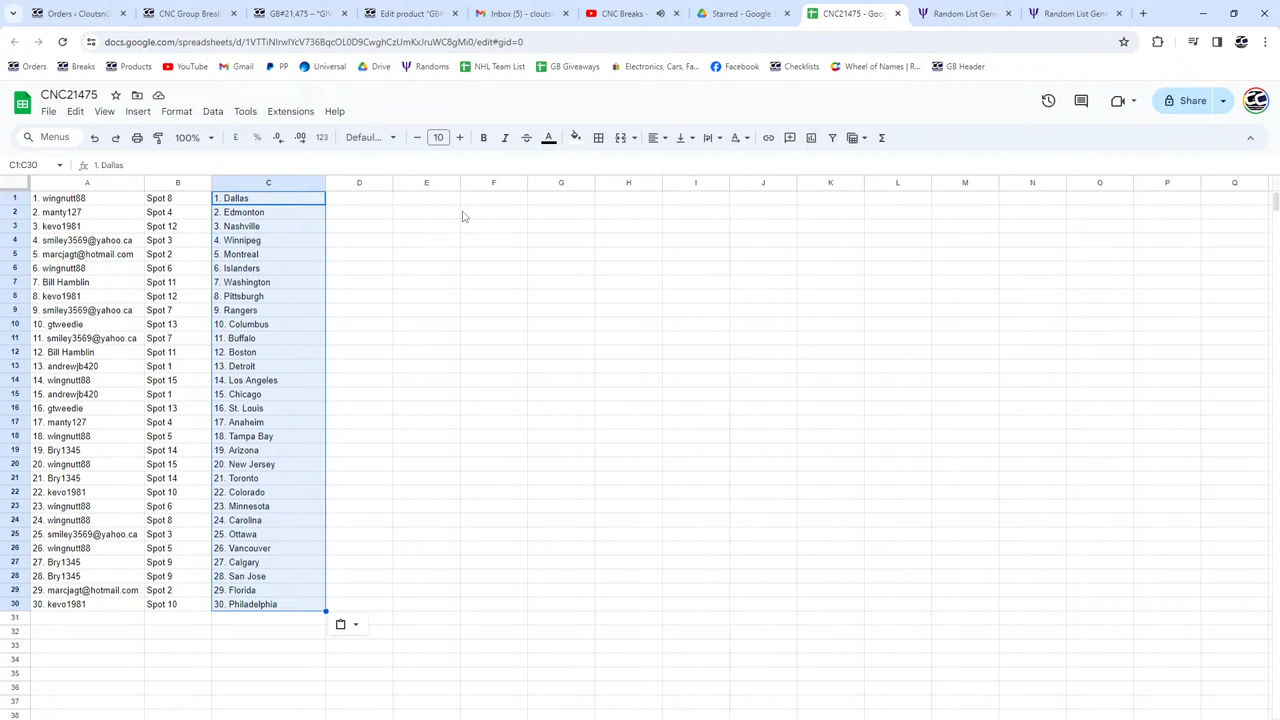 Orders • CloutsnC
CNC Group Break
GB#21,475 – "G
Edit product "GB
Inbox (5) - clouts
CNC Breaks -
Starred - Google
CNC21475 - Goo
Random List Gene
Random List Gene
docs.google.com/spreadsheets/d/1VTTiNIrwIYcV736BqcOL0D9CwghCzUmKxJruWC8gMi0/edit#gid=0
Orders Breaks Products YouTube Gmail PP Universal Drive Randoms NHL Team List GB Giveaways Electronics, Cars, Fa... Facebook Checklists Wheel of Names | R... GB Header
CNC21475
File Edit View Insert Format Data Tools Extensions Help
Share
Menus 100% £ % .0 .00 123 Defaul... 10 B I A Σ
C1:C30 fx 1. Dallas
A B C D E F G H I J K L M N O P Q
1 1. wingnutt88 Spot 8 1. Dallas
2 2. manty127 Spot 4 2. Edmonton
3 3. kevo1981 Spot 12 3. Nashville
4 4. smiley3569@yahoo.ca Spot 3 4. Winnipeg
5 5. marcjagt@hotmail.com Spot 2 5. Montreal
6 6. wingnutt88 Spot 6 6. Islanders
7 7. Bill Hamblin Spot 11 7. Washington
8 8. kevo1981 Spot 12 8. Pittsburgh
9 9. smiley3569@yahoo.ca Spot 7 9. Rangers
10 10. gtweedie Spot 13 10. Columbus
11 11. smiley3569@yahoo.ca Spot 7 11. Buffalo
12 12. Bill Hamblin Spot 11 12. Boston
13 13. andrewjb420 Spot 1 13. Detroit
14 14. wingnutt88 Spot 15 14. Los Angeles
15 15. andrewjb420 Spot 1 15. Chicago
16 16. gtweedie Spot 13 16. St. Louis
17 17. manty127 Spot 4 17. Anaheim
18 18. wingnutt88 Spot 5 18. Tampa Bay
19 19. Bry1345 Spot 14 19. Arizona
20 20. wingnutt88 Spot 15 20. New Jersey
21 21. Bry1345 Spot 14 21. Toronto
22 22. kevo1981 Spot 10 22. Colorado
23 23. wingnutt88 Spot 6 23. Minnesota
24 24. wingnutt88 Spot 8 24. Carolina
25 25. smiley3569@yahoo.ca Spot 3 25. Ottawa
26 26. wingnutt88 Spot 5 26. Vancouver
27 27. Bry1345 Spot 9 27. Calgary
28 28. Bry1345 Spot 9 28. San Jose
29 29. marcjagt@hotmail.com Spot 2 29. Florida
30 30. kevo1981 Spot 10 30. Philadelphia
31
32
33
34
35
36
37
38